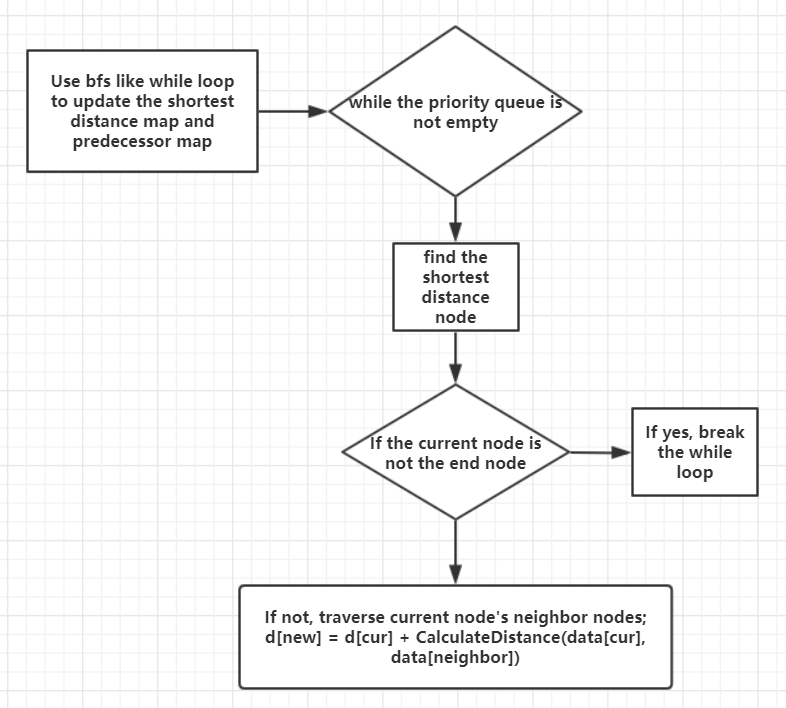 Use bfs like while loop
to update the shortest
distance map and
predecessor map
while the priority queue is
not empty
find the
shortest
distance
node
If the current node is
not the end node
If yes, break
the while
loop
If not, traverse current node's neighbor nodes;
d[new] = d[cur] + CalculateDistance(data[cur],
data[neighbor])